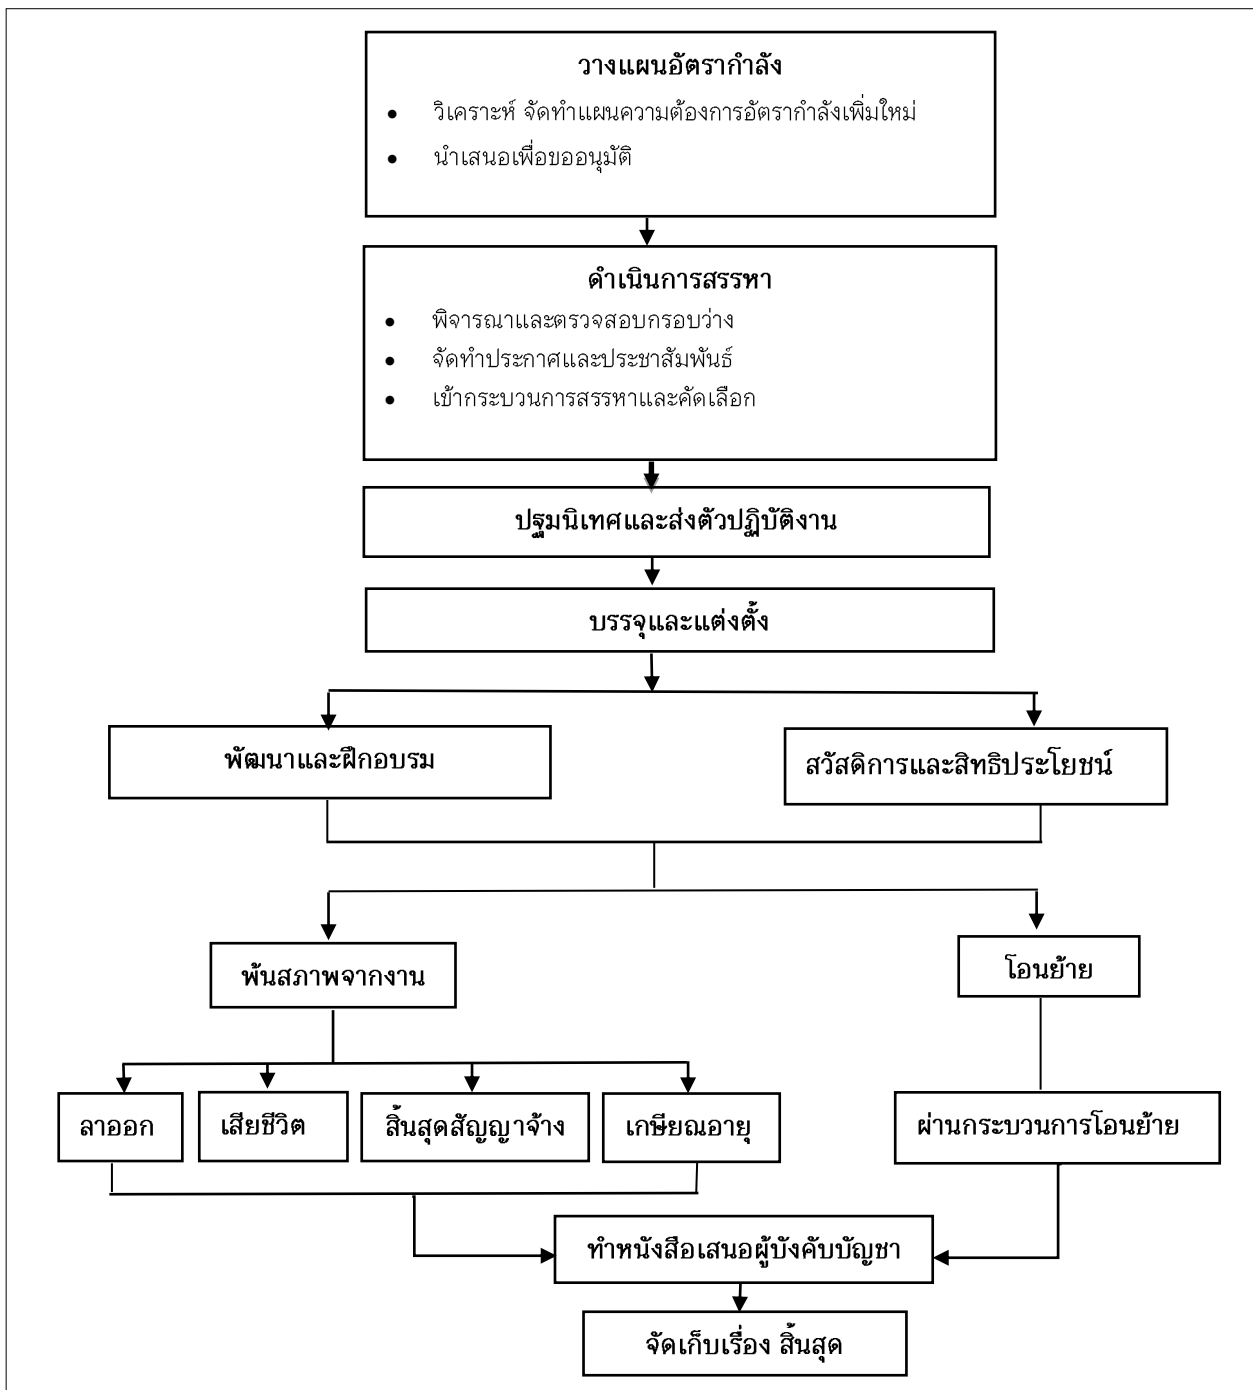 วางแผนอัตรากำลัง
• วิเคราะห์ จัดทำแผนความต้องการอัตรากำลังเพิ่มใหม่
• นำเสนอเพื่อขออนุมัติ
ดำเนินการสรรหา
• พิจารณาและตรวจสอบกรอบว่าง
• จัดทำประกาศและประชาสัมพันธ์
• เข้ากระบวนการสรรหาและคัดเลือก
ปฐมนิเทศและส่งตัวปฏิบัติงาน
บรรจุและแต่งตั้ง
พัฒนาและฝึกอบรม
สวัสดิการและสิทธิประโยชน์
พ้นสภาพจากงาน
โอนย้าย
ลาออก
เสียชีวิต
สิ้นสุดสัญญาจ้าง
เกษียณอายุ
ผ่านกระบวนการโอนย้าย
ทำหนังสือเสนอผู้บังคับบัญชา
จัดเก็บเรื่อง สิ้นสุด